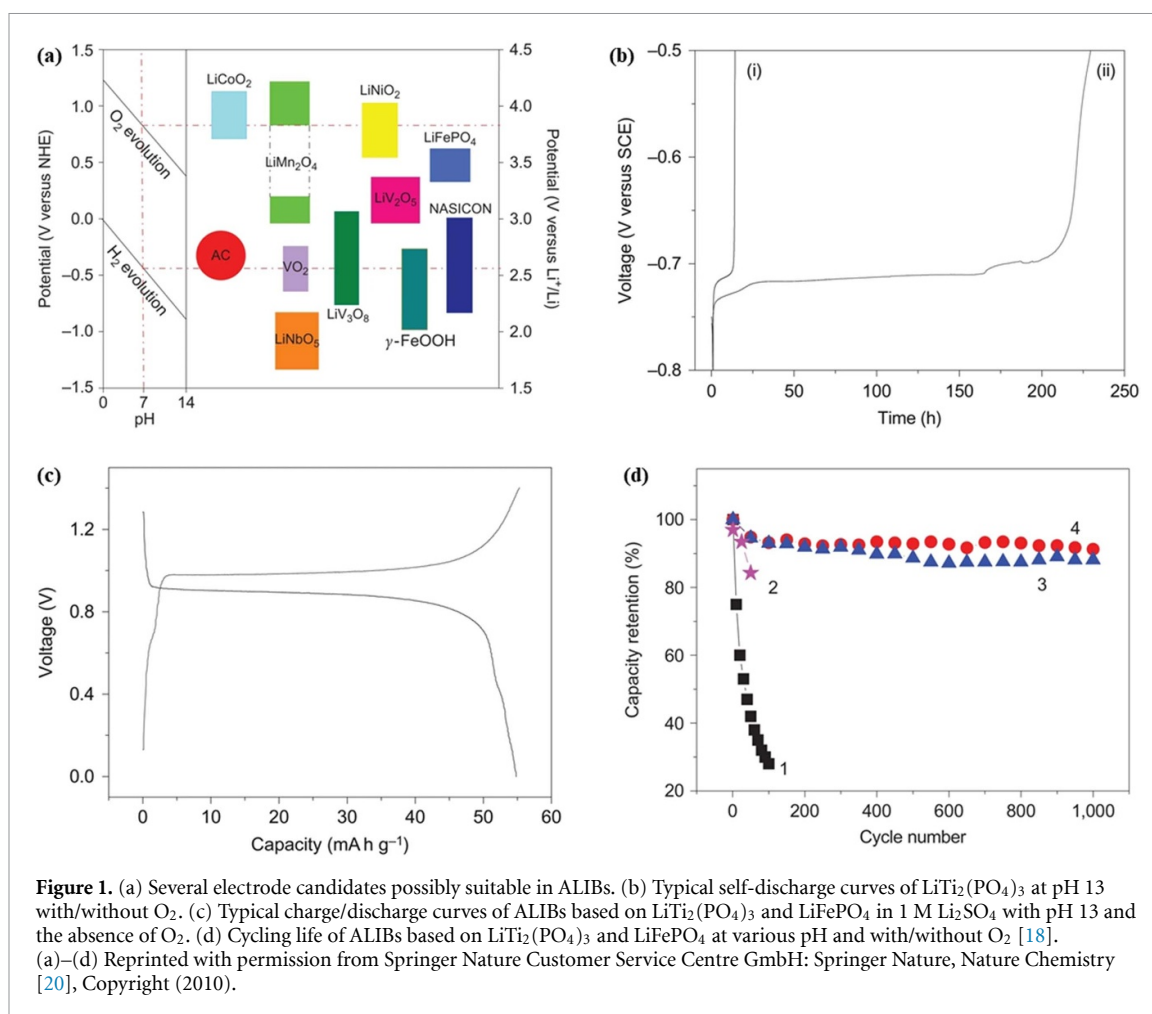 (a)
1.5
1.0
0.5
0.0
−0.5
−1.0
−1.5
Potential (V versus NHE)
O₂ evolution
H₂ evolution
0
7
14
pH
LiCoO₂
LiMn₂O₄
LiNiO₂
LiFePO₄
LiV₂O₅
NASICON
AC
VO₂
LiV₃O₈
γ-FeOOH
LiNbO₅
4.5
4.0
3.5
3.0
2.5
2.0
1.5
Potential (V versus Li⁺/Li)
(b)
−0.5
−0.6
−0.7
−0.8
Voltage (V versus SCE)
(i)
(ii)
0
50
100
150
200
250
Time (h)
(c)
1.2
0.8
0.4
0.0
Voltage (V)
0
10
20
30
40
50
60
Capacity (mA h g⁻¹)
(d)
100
80
60
40
20
Capacity retention (%)
4
3
2
1
0
200
400
600
800
1,000
Cycle number
Figure 1. (a) Several electrode candidates possibly suitable in ALIBs. (b) Typical self-discharge curves of LiTi₂(PO₄)₃ at pH 13
with/without O₂. (c) Typical charge/discharge curves of ALIBs based on LiTi₂(PO₄)₃ and LiFePO₄ in 1 M Li₂SO₄ with pH 13 and
the absence of O₂. (d) Cycling life of ALIBs based on LiTi₂(PO₄)₃ and LiFePO₄ at various pH and with/without O₂ [18].
(a)–(d) Reprinted with permission from Springer Nature Customer Service Centre GmbH: Springer Nature, Nature Chemistry
[20], Copyright (2010).